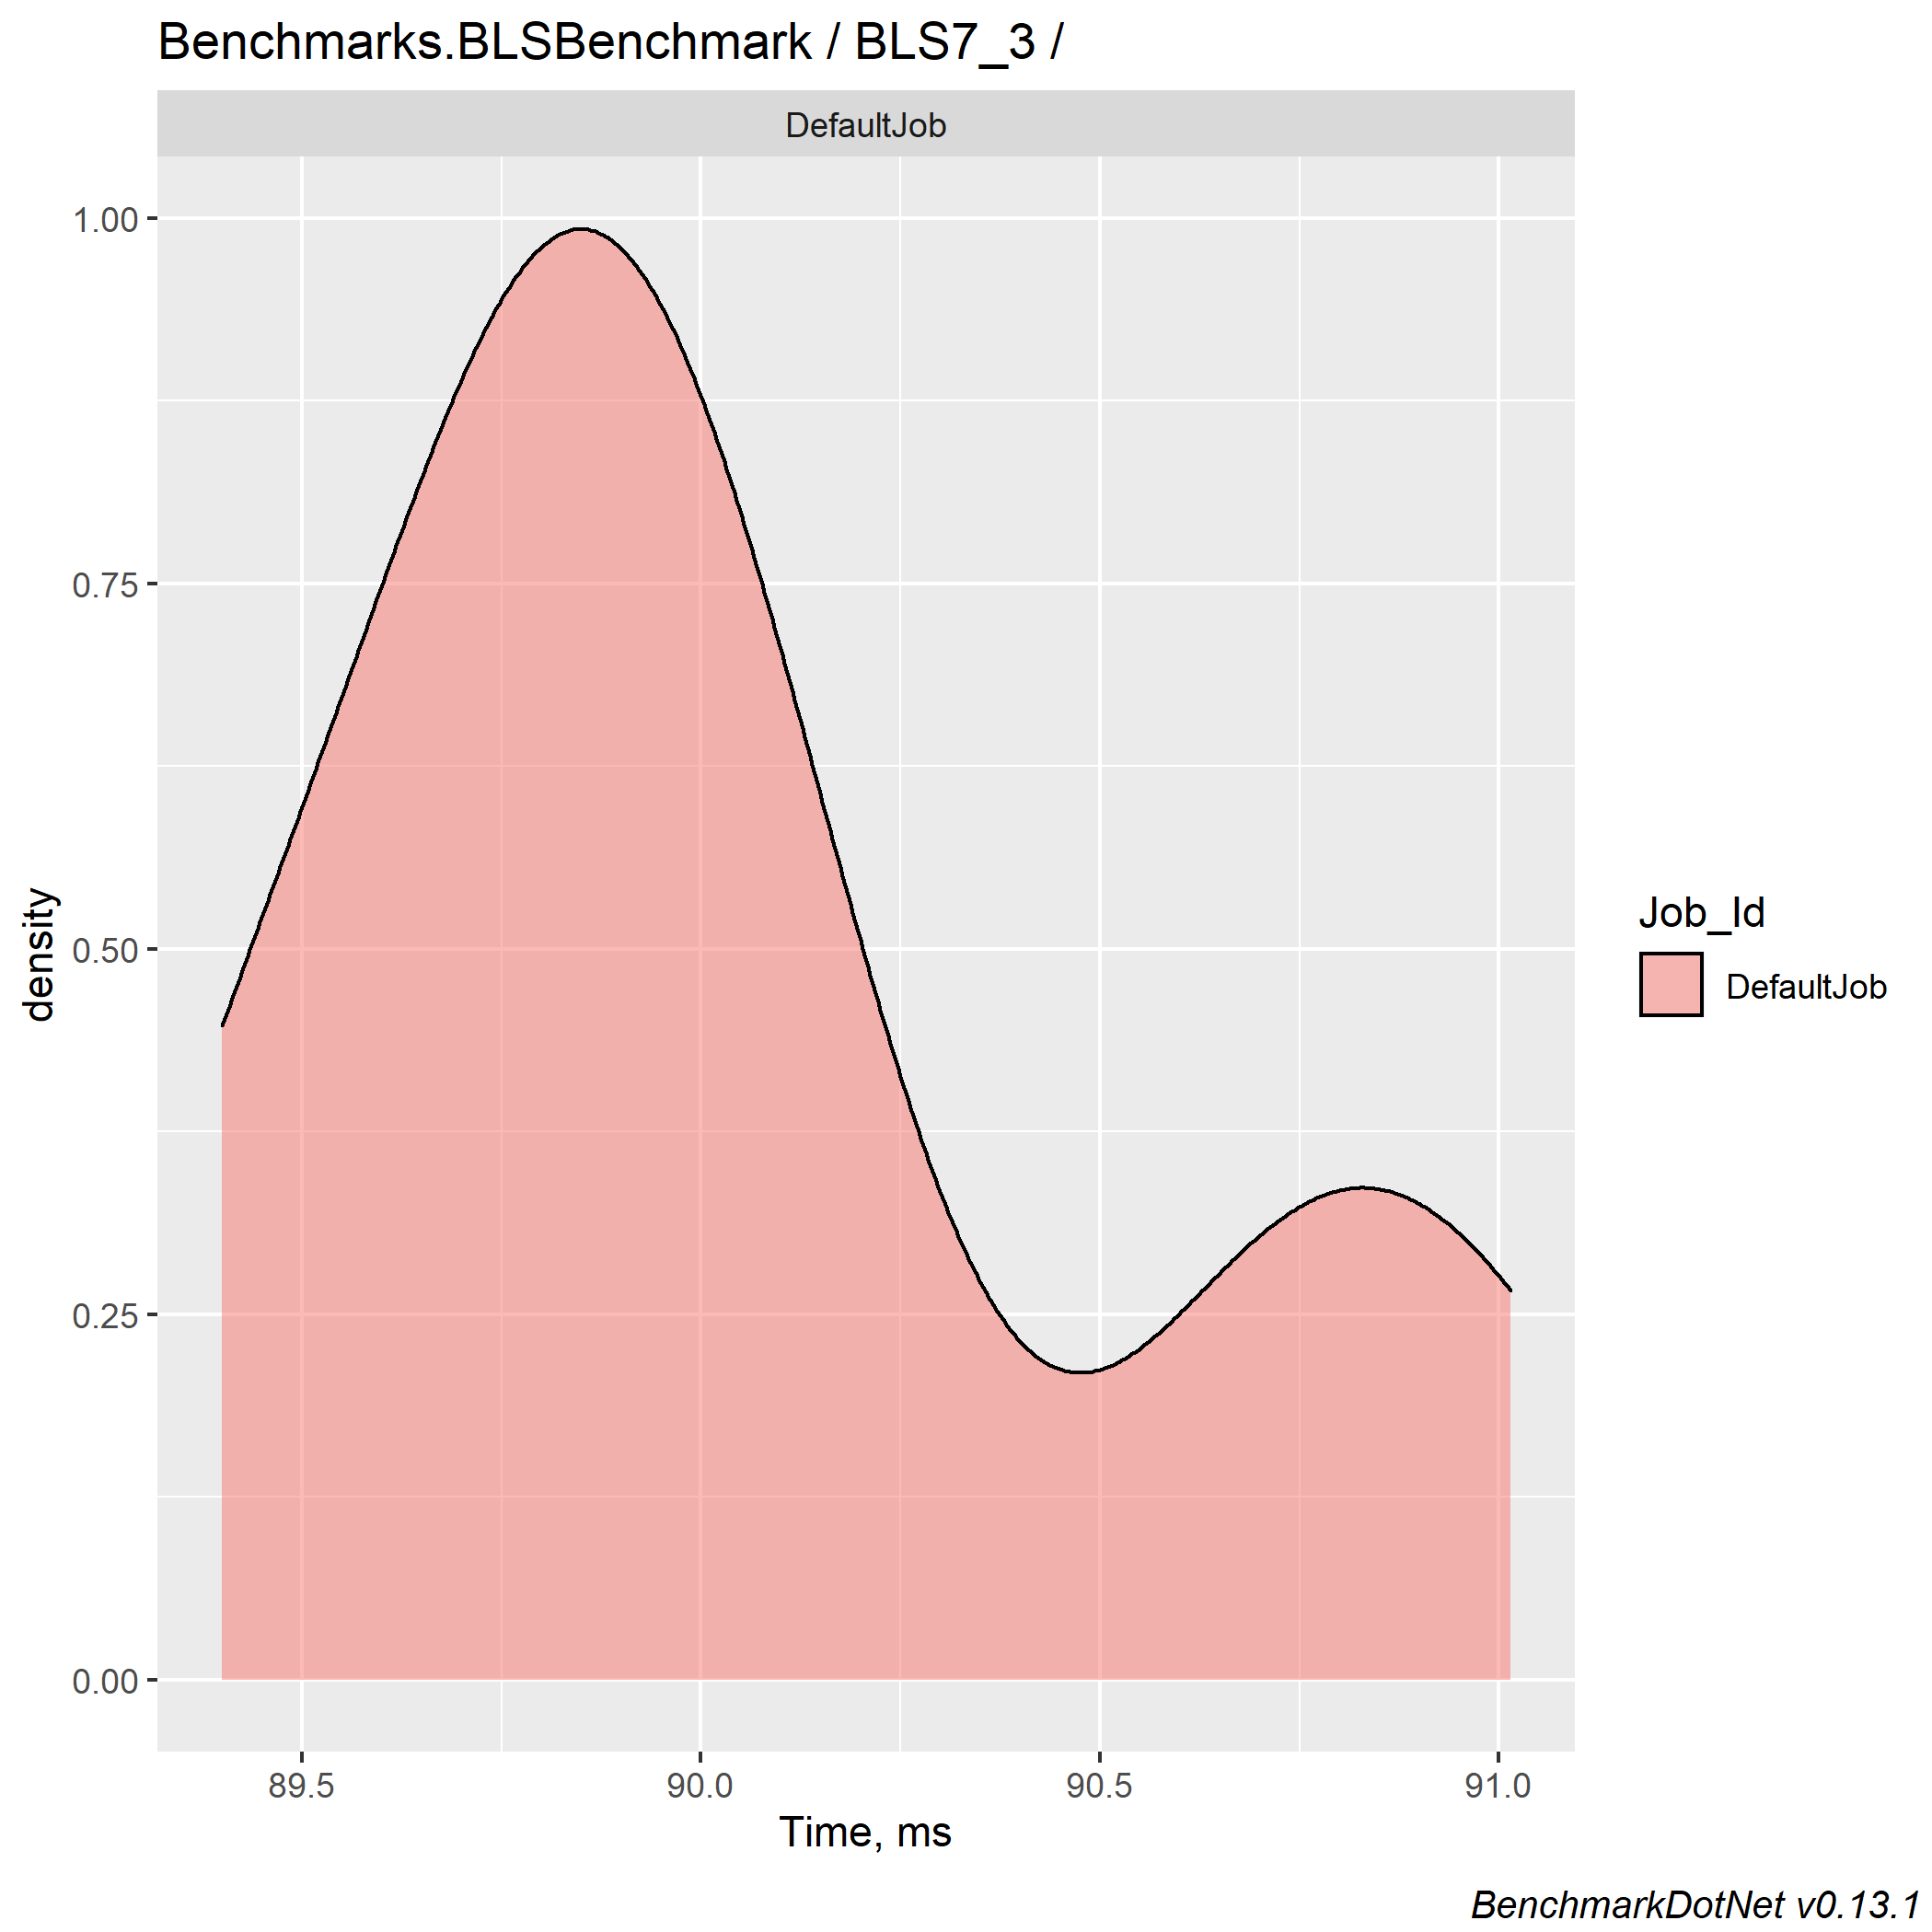 Benchmarks.BLSBenchmark / BLS7_3 /
DefaultJob
1.00
0.75
0.50
0.25
0.00
density
89.5 90.0 90.5 91.0
Time, ms
Job_Id
DefaultJob
BenchmarkDotNet v0.13.1